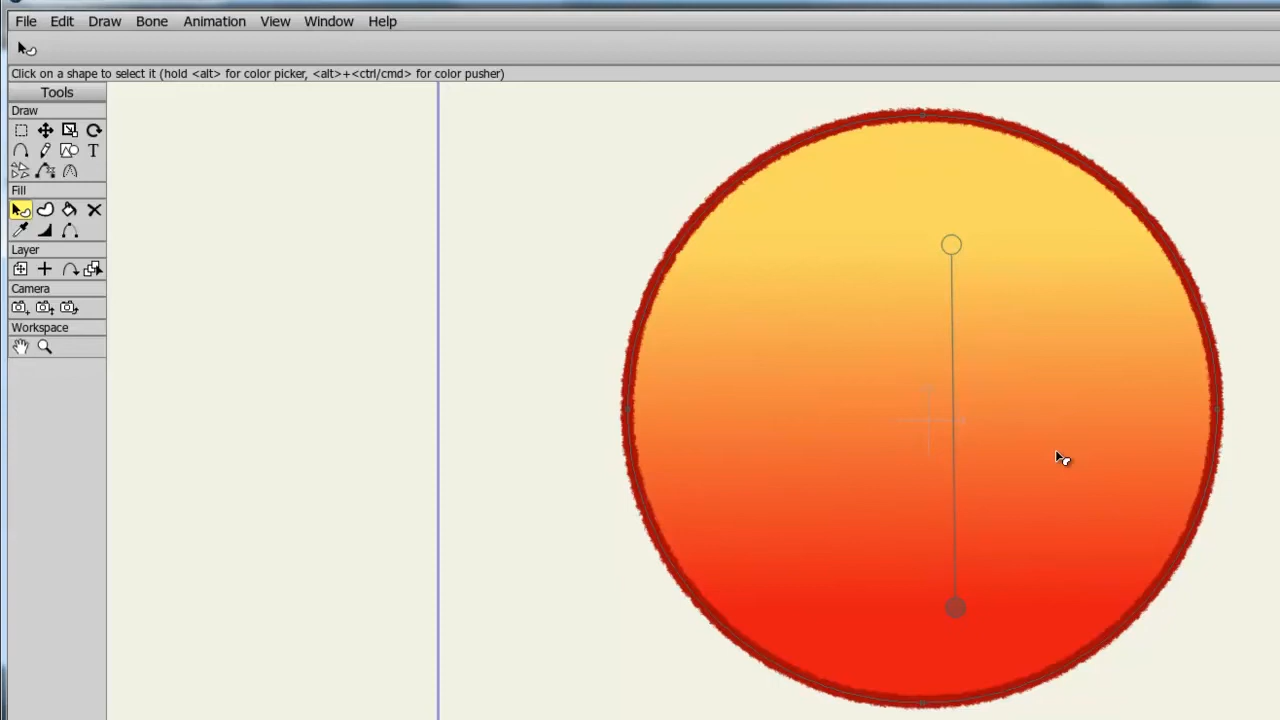 File Edit Draw Bone Animation View Window Help
Click on a shape to select it (hold <alt> for color picker, <alt>+<ctrl/cmd> for color pusher)
Tools
Draw
T
Fill
Layer
Camera
Workspace